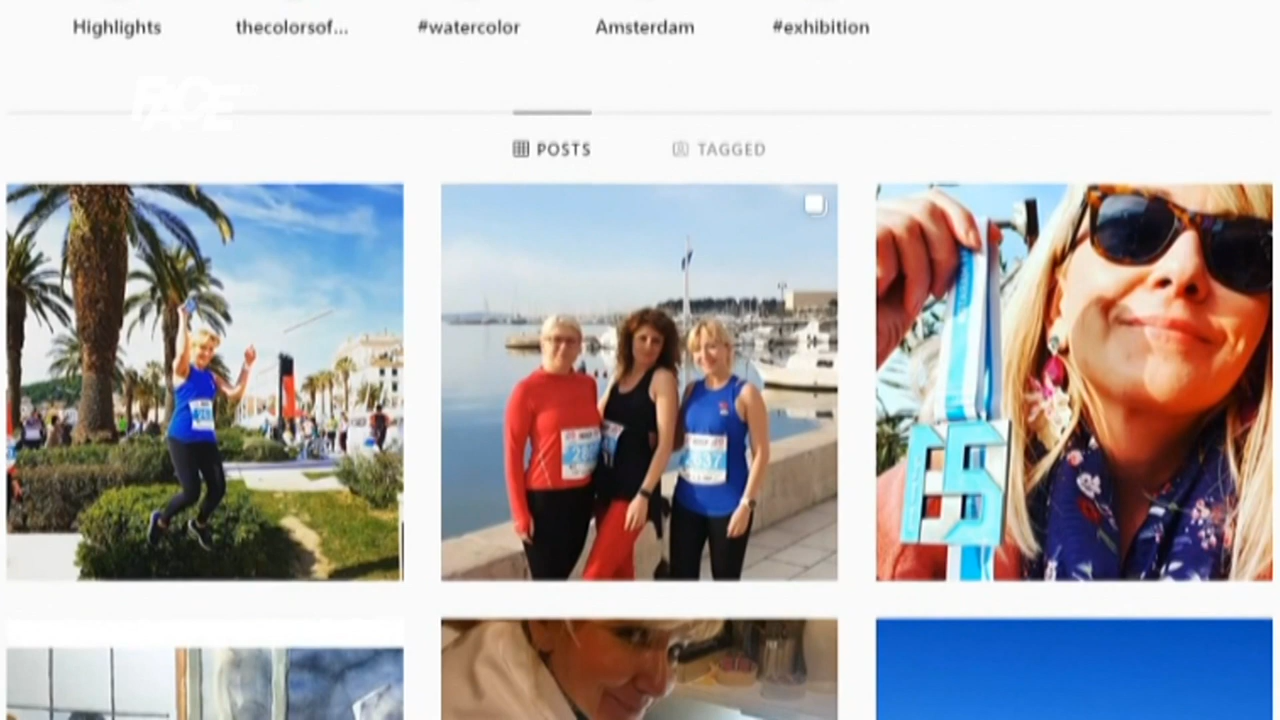 Highlights thecolorsof... #watercolor Amsterdam #exhibition
FACE
POSTS TAGGED